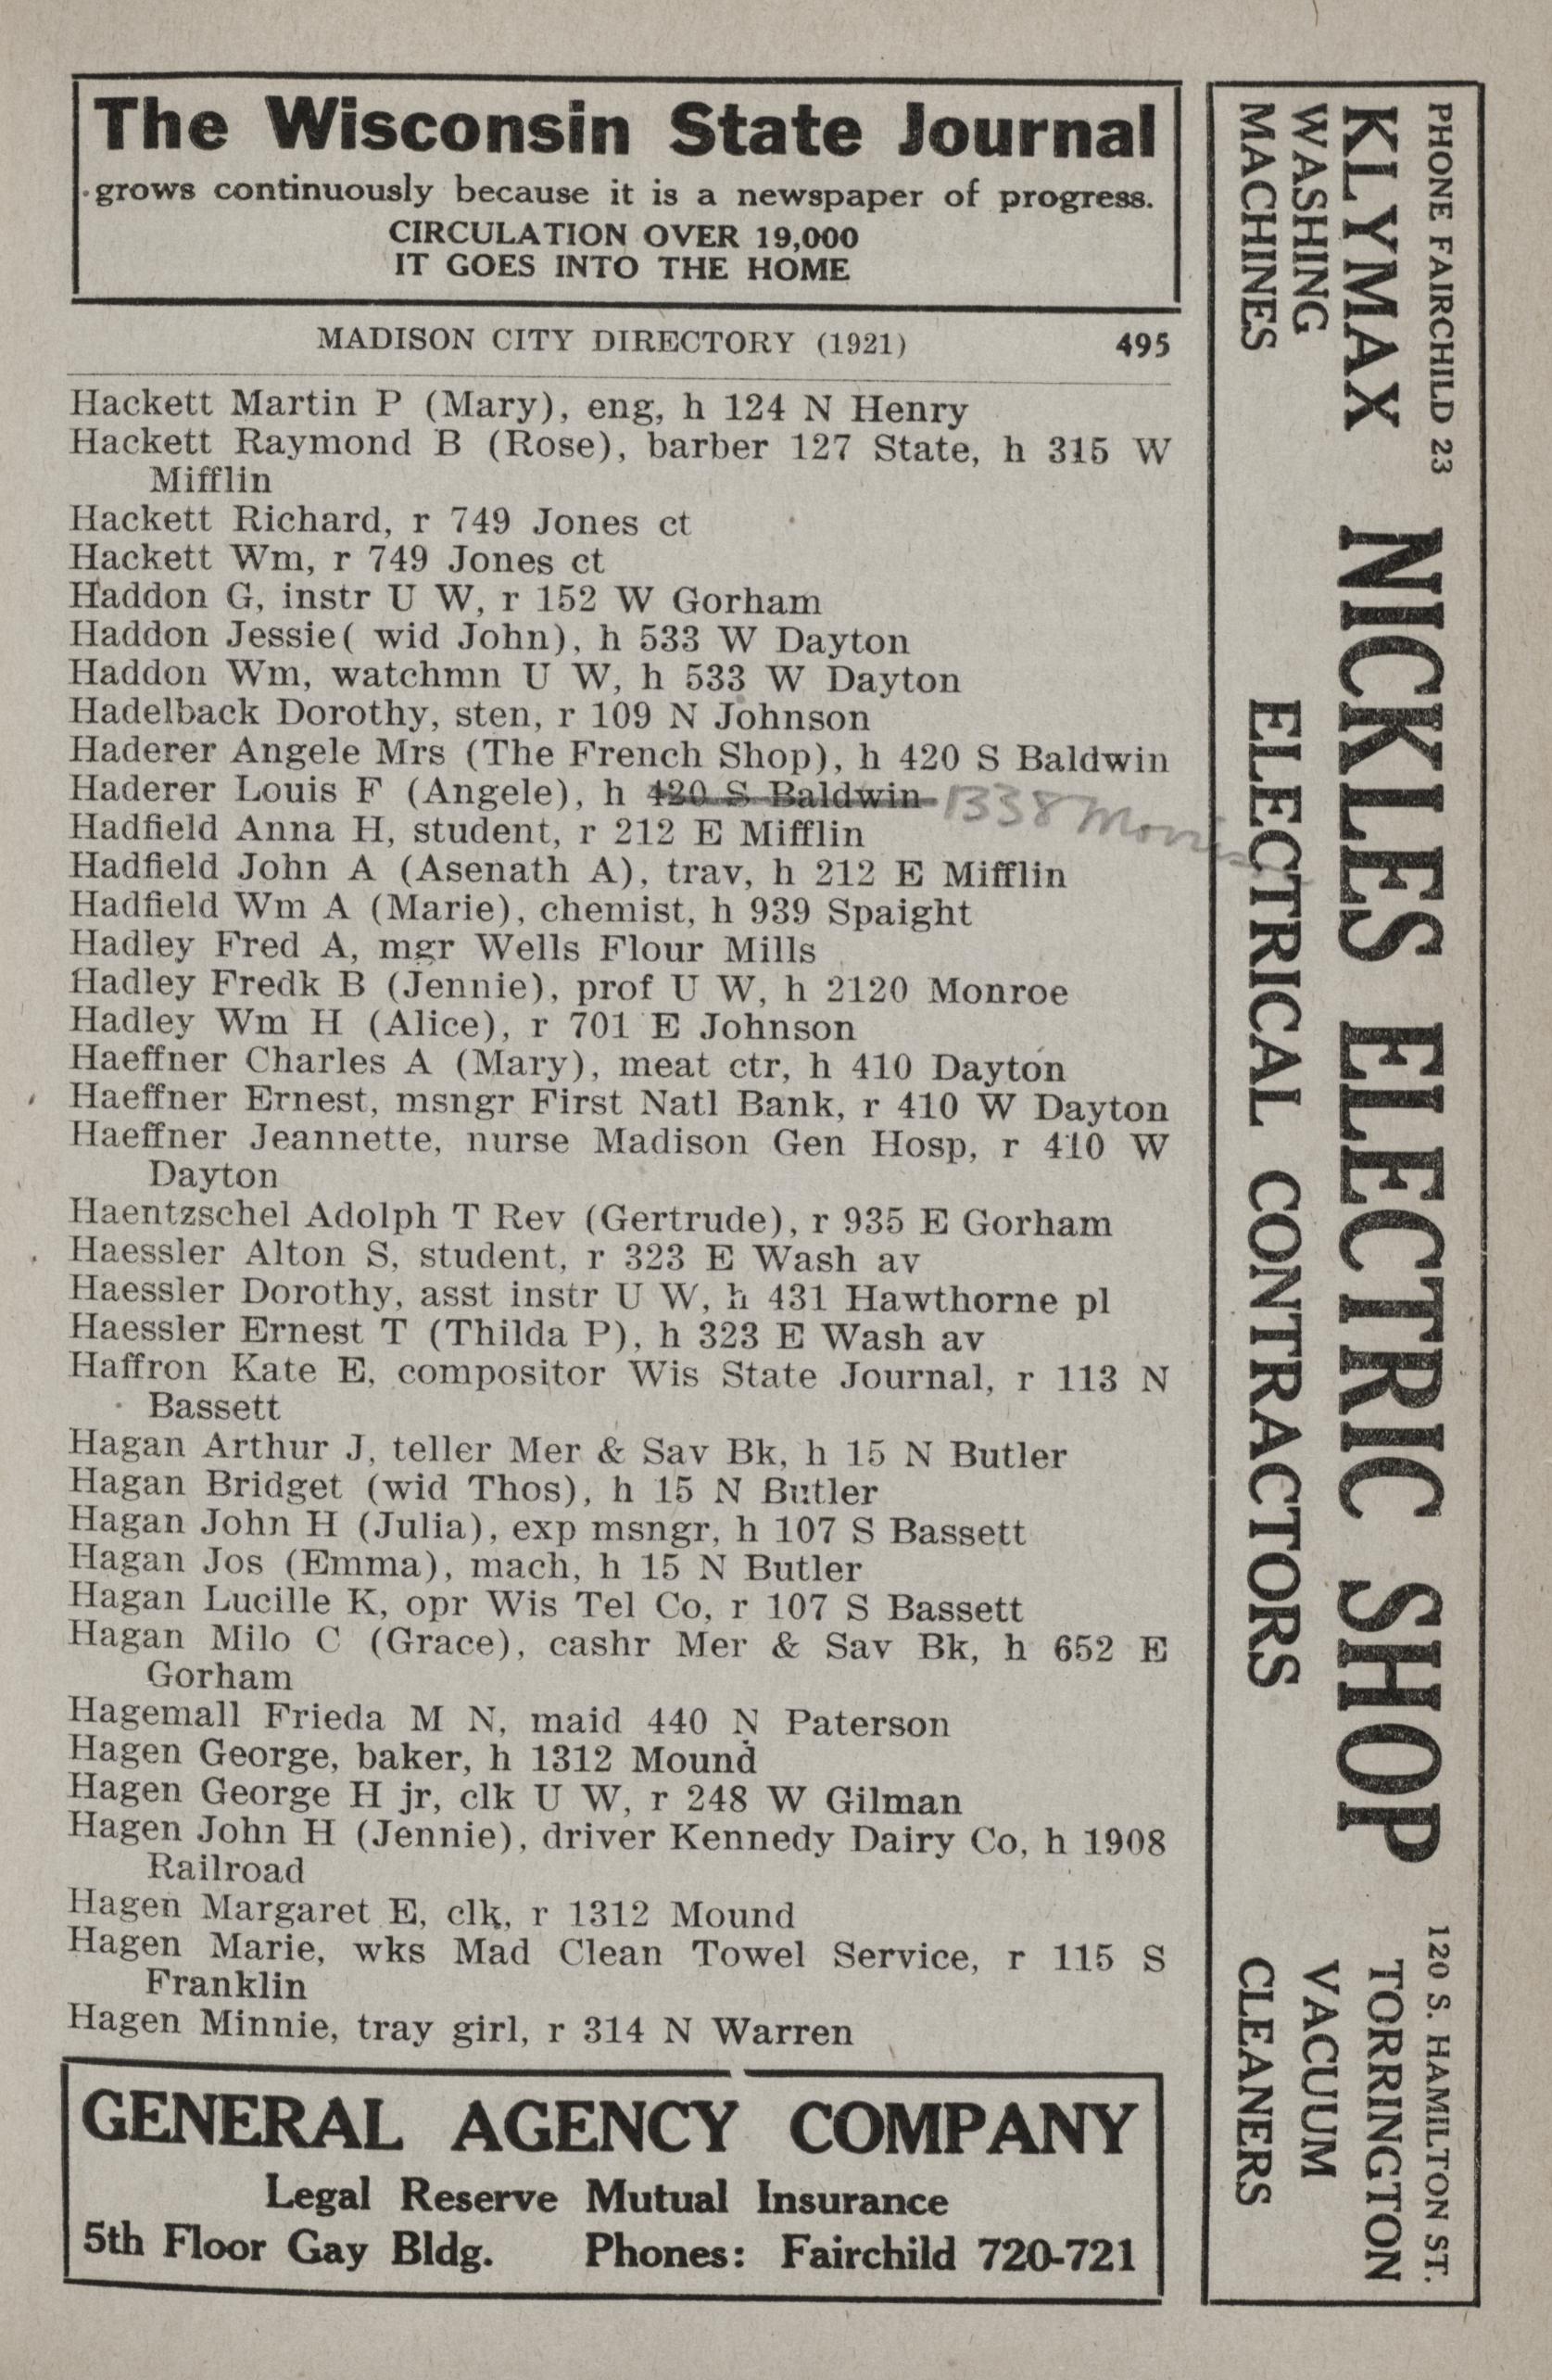 The Wisconsin State Journal
grows continuously because it is a newspaper of progress.
CIRCULATION OVER 19,000
IT GOES INTO THE HOME
MADISON CITY DIRECTORY (1921) 495
Hackett Martin P (Mary), eng, h 124 N Henry
Hackett Raymond B (Rose), barber 127 State, h 315 W
Mifflin
Hackett Richard, r 749 Jones ct
Hackett Wm, r 749 Jones ct
Haddon G, instr U W, r 152 W Gorham
Haddon Jessie( wid John), h 533 W Dayton
Haddon Wm, watchmn U W, h 533 W Dayton
Hadelback Dorothy, sten, r 109 N Johnson
Haderer Angele Mrs (The French Shop), h 420 S Baldwin
Haderer Louis F (Angele), h 420 S Baldwin 1338
Hadfield Anna H, student, r 212 E Mifflin
Hadfield John A (Asenath A), trav, h 212 E Mifflin
Hadfield Wm A (Marie), chemist, h 939 Spaight
Hadley Fred A, mgr Wells Flour Mills
Hadley Fredk B (Jennie), prof U W, h 2120 Monroe
Hadley Wm H (Alice), r 701 E Johnson
Haeffner Charles A (Mary), meat ctr, h 410 Dayton
Haeffner Ernest, msngr First Natl Bank, r 410 W Dayton
Haeffner Jeannette, nurse Madison Gen Hosp, r 410 W
Dayton
Haentzschel Adolph T Rev (Gertrude), r 935 E Gorham
Haessler Alton S, student, r 323 E Wash av
Haessler Dorothy, asst instr U W, h 431 Hawthorne pl
Haessler Ernest T (Thilda P), h 323 E Wash av
Haffron Kate E, compositor Wis State Journal, r 113 N
Bassett
Hagan Arthur J, teller Mer & Sav Bk, h 15 N Butler
Hagan Bridget (wid Thos), h 15 N Butler
Hagan John H (Julia), exp msngr, h 107 S Bassett
Hagan Jos (Emma), mach, h 15 N Butler
Hagan Lucille K, opr Wis Tel Co, r 107 S Bassett
Hagan Milo C (Grace), cashr Mer & Sav Bk, h 652 E
Gorham
Hagemall Frieda M N, maid 440 N Paterson
Hagen George, baker, h 1312 Mound
Hagen George H jr, clk U W, r 248 W Gilman
Hagen John H (Jennie), driver Kennedy Dairy Co, h 1908
Railroad
Hagen Margaret E, clk, r 1312 Mound
Hagen Marie, wks Mad Clean Towel Service, r 115 S
Franklin
Hagen Minnie, tray girl, r 314 N Warren
GENERAL AGENCY COMPANY
Legal Reserve Mutual Insurance
5th Floor Gay Bldg. Phones: Fairchild 720-721
PHONE FAIRCHILD 23
KLYMAX
WASHING
MACHINES
NICKLES ELECTRIC SHOP
ELECTRICAL CONTRACTORS
120 S. HAMILTON ST.
TORRINGTON
VACUUM
CLEANERS